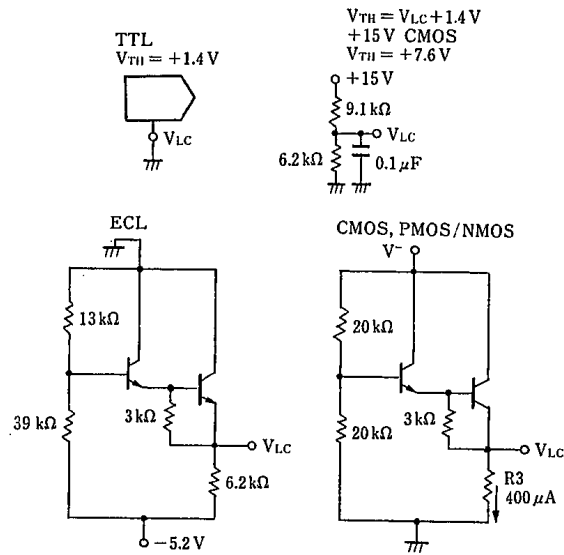 TTL
VTH = +1.4 V
VLC
VTH = VLC + 1.4 V
+15 V CMOS
VTH = +7.6 V
+15 V
9.1 kΩ
VLC
6.2 kΩ
0.1 μF
ECL
13 kΩ
39 kΩ
3 kΩ
VLC
6.2 kΩ
−5.2 V
CMOS, PMOS/NMOS
V−
20 kΩ
20 kΩ
3 kΩ
VLC
R3
400 μA